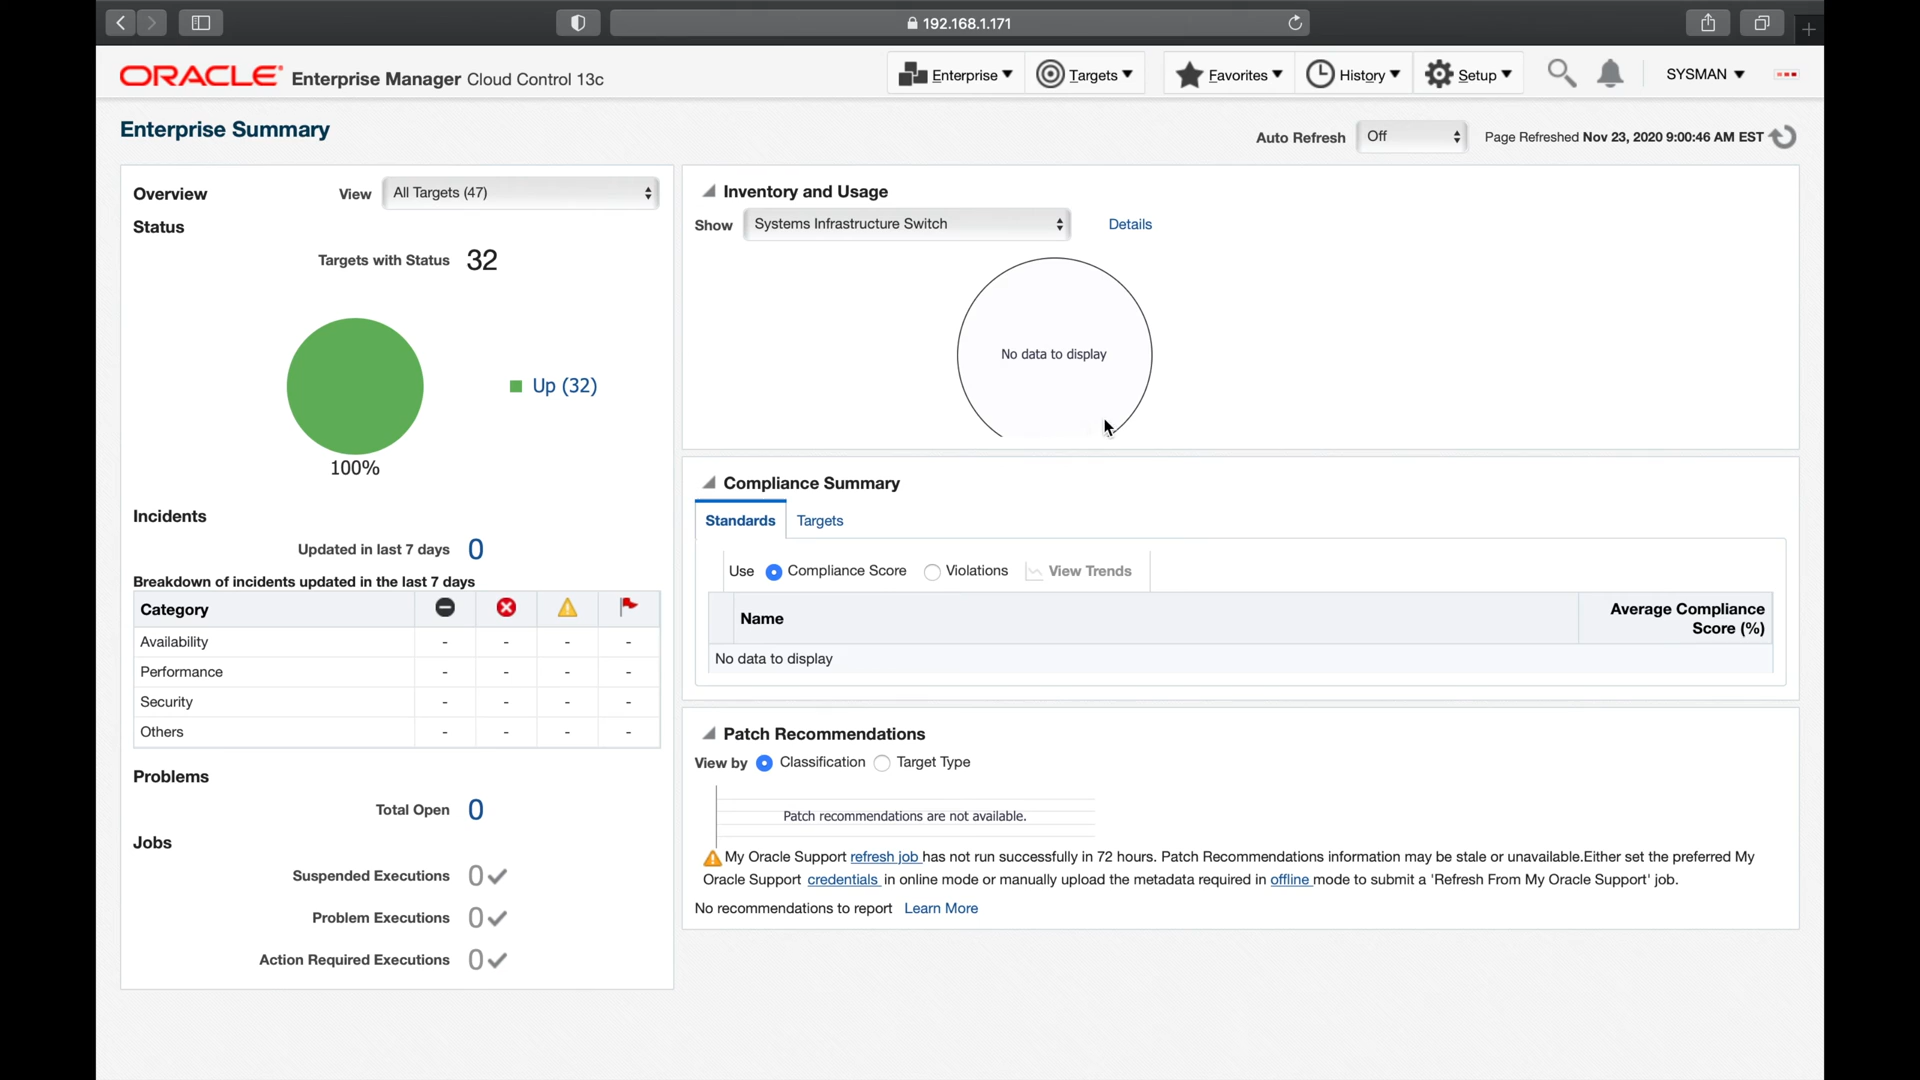 192.168.1.171
ORACLE Enterprise Manager Cloud Control 13c
Enterprise Targets Favorites History Setup SYSMAN
Enterprise Summary
Auto Refresh Off Page Refreshed Nov 23, 2020 9:00:46 AM EST
Overview View All Targets (47)
Status
Targets with Status 32
Up (32)
100%
Incidents
Updated in last 7 days 0
Breakdown of incidents updated in the last 7 days
Category
Availability - - - -
Performance - - - -
Security - - - -
Others - - - -
Problems
Total Open 0
Jobs
Suspended Executions 0
Problem Executions 0
Action Required Executions 0
Inventory and Usage
Show Systems Infrastructure Switch Details
No data to display
Compliance Summary
Standards Targets
Use Compliance Score Violations View Trends
Name Average Compliance
Score (%)
No data to display
Patch Recommendations
View by Classification Target Type
Patch recommendations are not available.
My Oracle Support refresh job has not run successfully in 72 hours. Patch Recommendations information may be stale or unavailable.Either set the preferred My
Oracle Support credentials in online mode or manually upload the metadata required in offline mode to submit a 'Refresh From My Oracle Support' job.
No recommendations to report Learn More